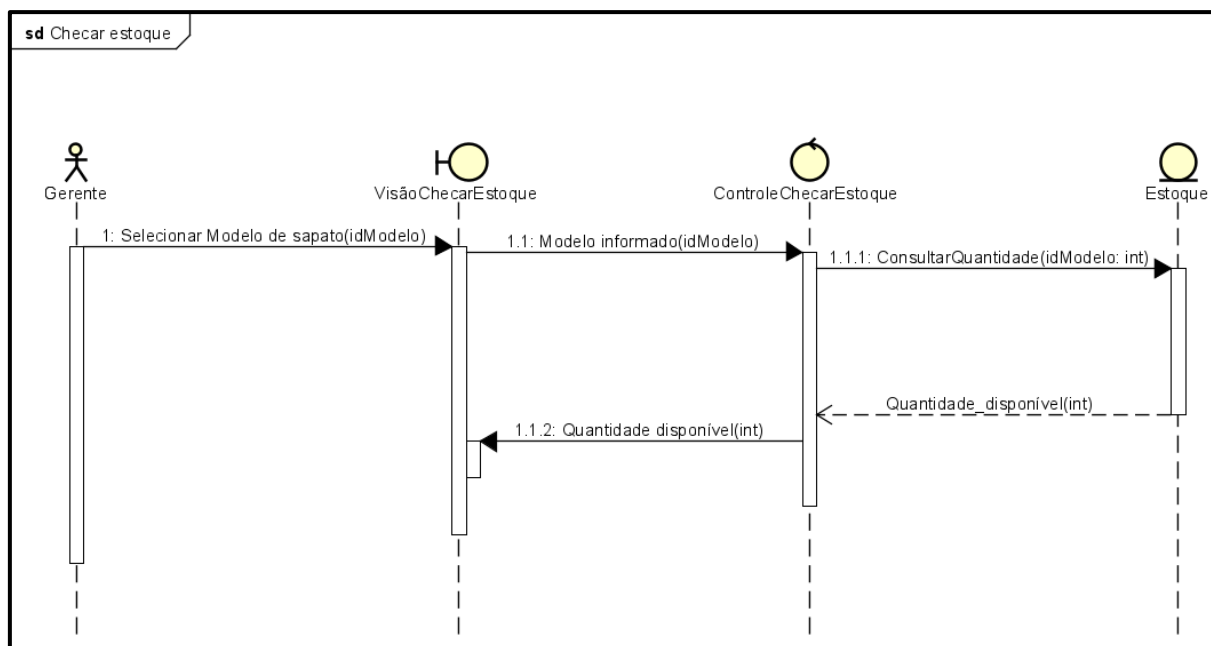 sd Checar estoque
Gerente
VisãoChecarEstoque
ControleChecarEstoque
Estoque
1: Selecionar Modelo de sapato(idModelo)
1.1: Modelo informado(idModelo)
1.1.1: ConsultarQuantidade(idModelo: int)
Quantidade_disponível(int)
1.1.2: Quantidade disponível(int)